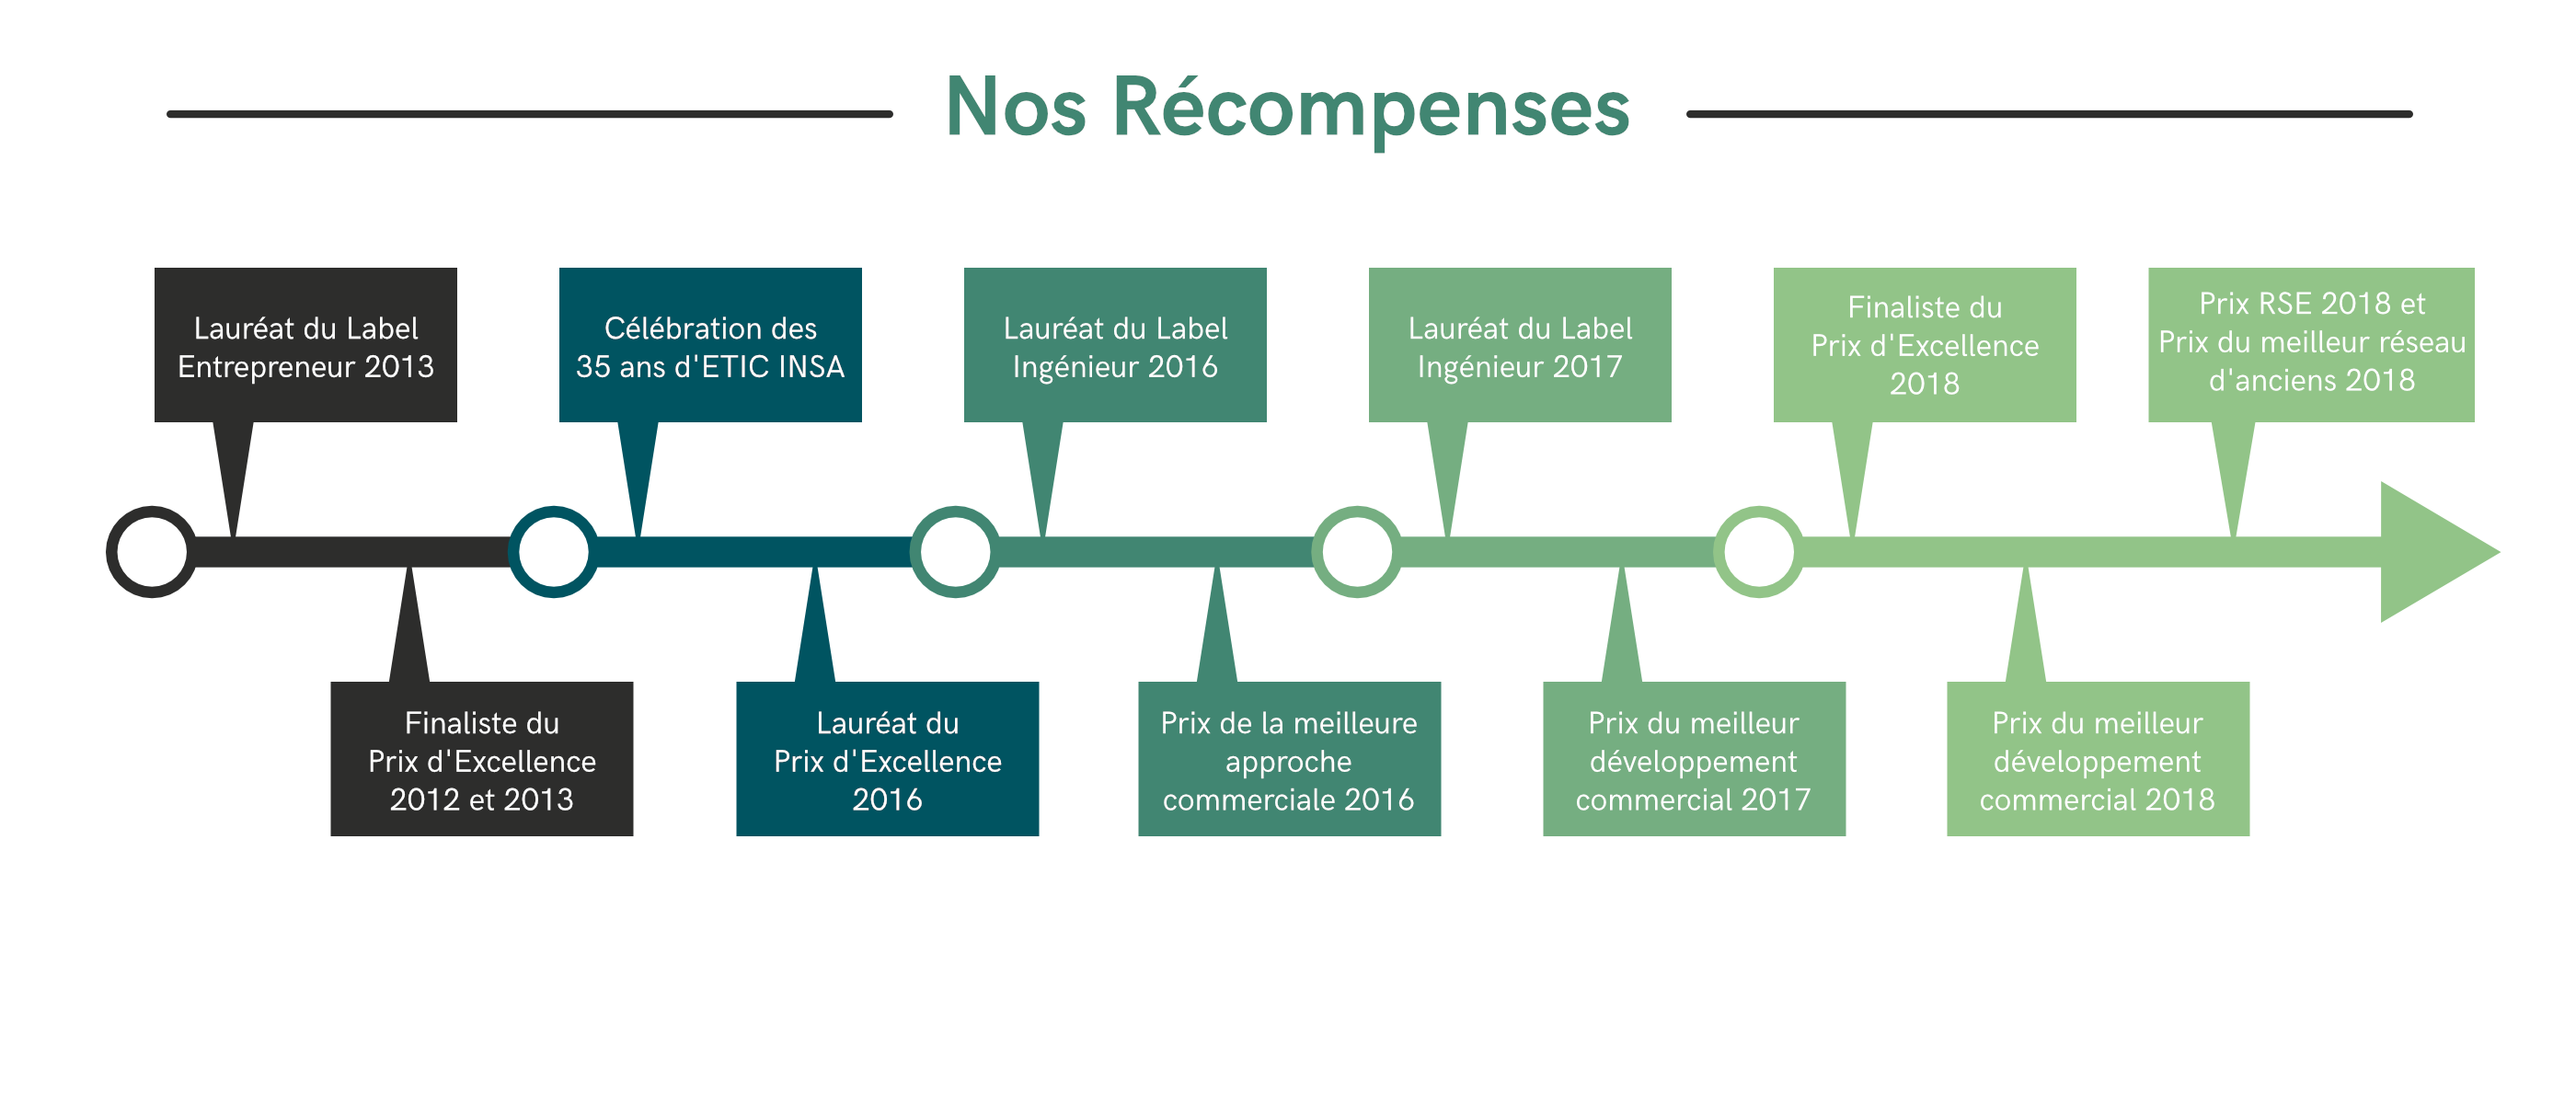 Nos Récompenses
Lauréat du Label
Entrepreneur 2013
Célébration des
35 ans d'ETIC INSA
Lauréat du Label
Ingénieur 2016
Lauréat du Label
Ingénieur 2017
Finaliste du
Prix d'Excellence
2018
Prix RSE 2018 et
Prix du meilleur réseau
d'anciens 2018
Finaliste du
Prix d'Excellence
2012 et 2013
Lauréat du
Prix d'Excellence
2016
Prix de la meilleure
approche
commerciale 2016
Prix du meilleur
développement
commercial 2017
Prix du meilleur
développement
commercial 2018